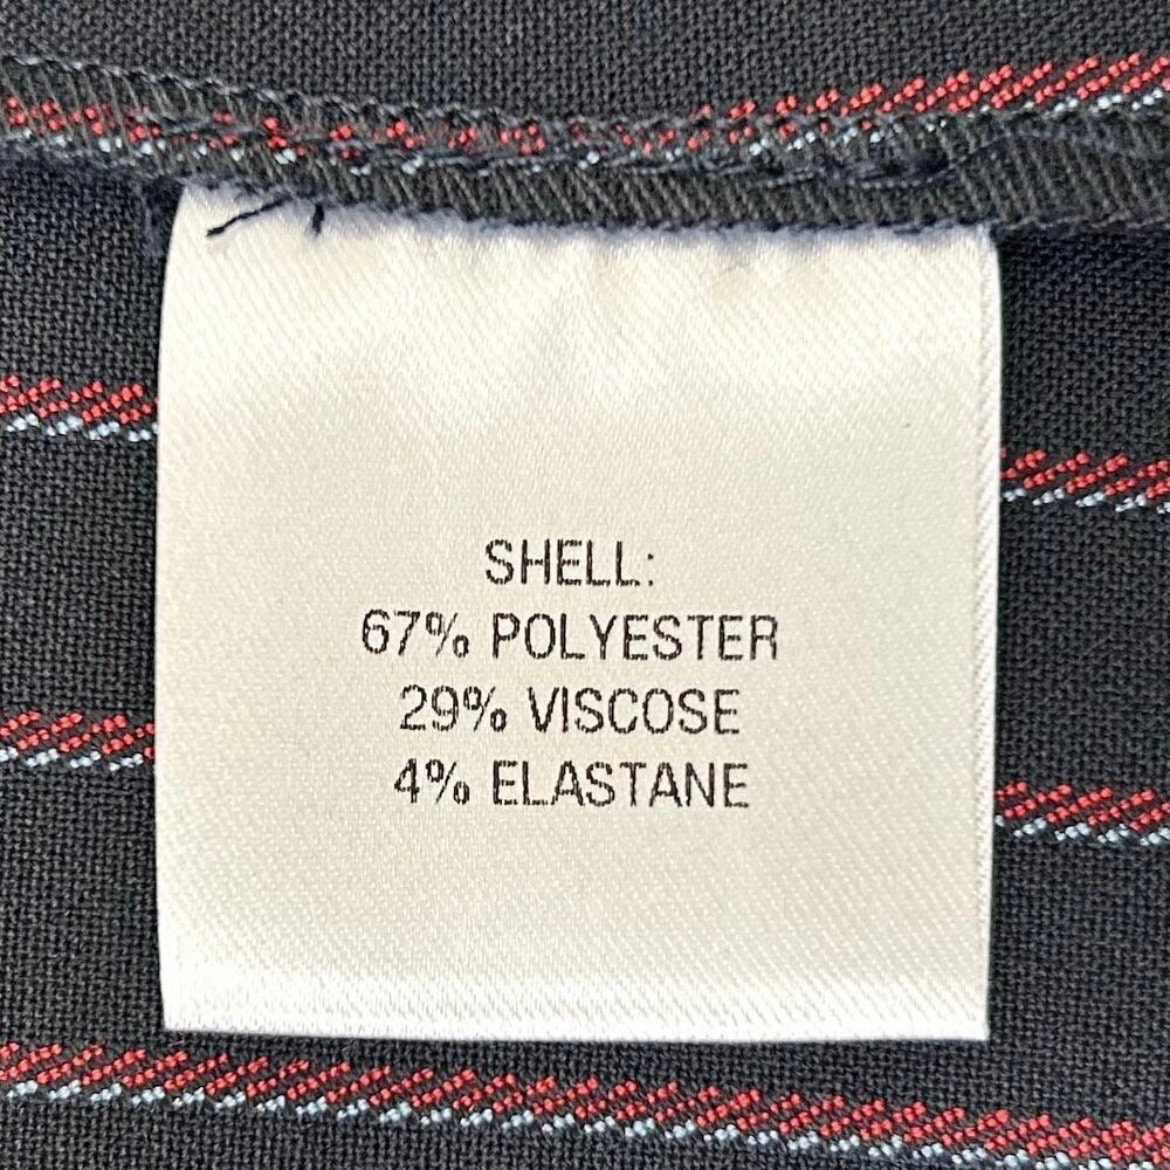 SHELL:
67% POLYESTER
29% VISCOSE
4% ELASTANE